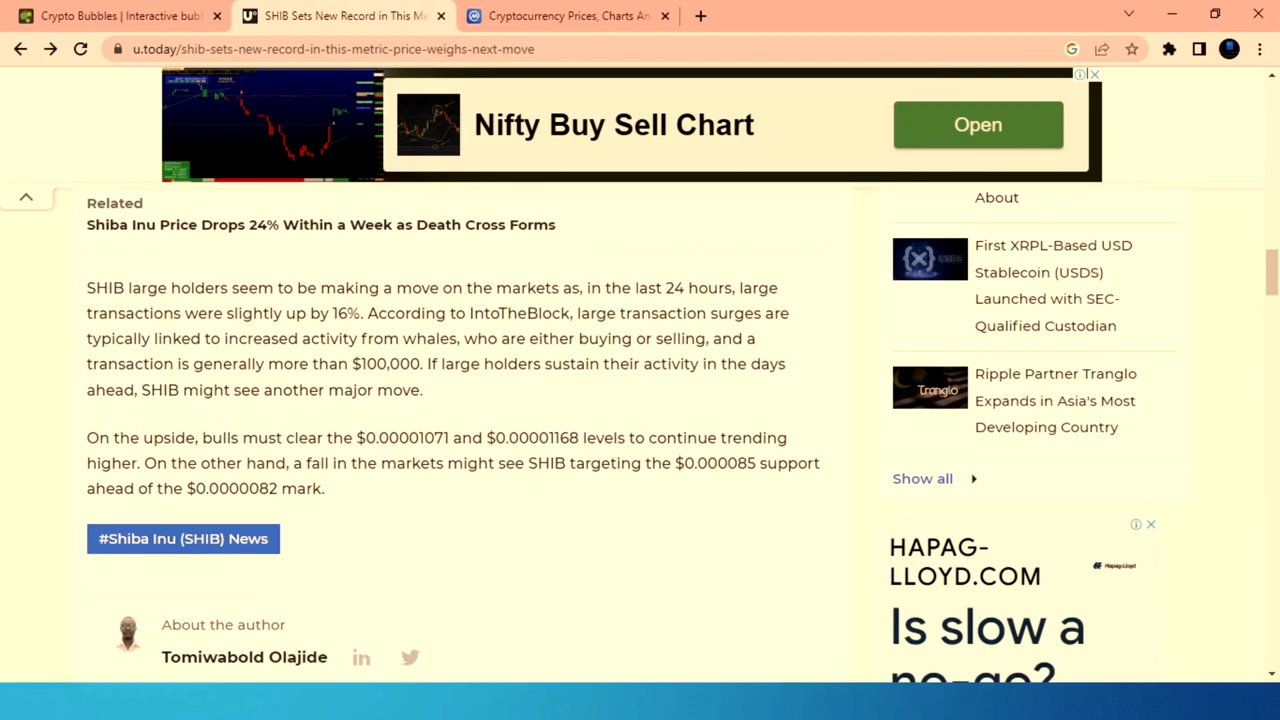 Crypto Bubbles | Interactive bubb
SHIB Sets New Record in This Me
Cryptocurrency Prices, Charts An
u.today/shib-sets-new-record-in-this-metric-price-weighs-next-move
Nifty Buy Sell Chart
Open
Related
Shiba Inu Price Drops 24% Within a Week as Death Cross Forms
SHIB large holders seem to be making a move on the markets as, in the last 24 hours, large
transactions were slightly up by 16%. According to IntoTheBlock, large transaction surges are
typically linked to increased activity from whales, who are either buying or selling, and a
transaction is generally more than $100,000. If large holders sustain their activity in the days
ahead, SHIB might see another major move.
On the upside, bulls must clear the $0.00001071 and $0.00001168 levels to continue trending
higher. On the other hand, a fall in the markets might see SHIB targeting the $0.000085 support
ahead of the $0.0000082 mark.
#Shiba Inu (SHIB) News
About the author
Tomiwabold Olajide
in
About
USDS
First XRPL-Based USD
Stablecoin (USDS)
Launched with SEC-
Qualified Custodian
Tranglo
Ripple Partner Tranglo
Expands in Asia's Most
Developing Country
Show all
HAPAG-
LLOYD.COM
Hapag-Lloyd
Is slow a
no-go?